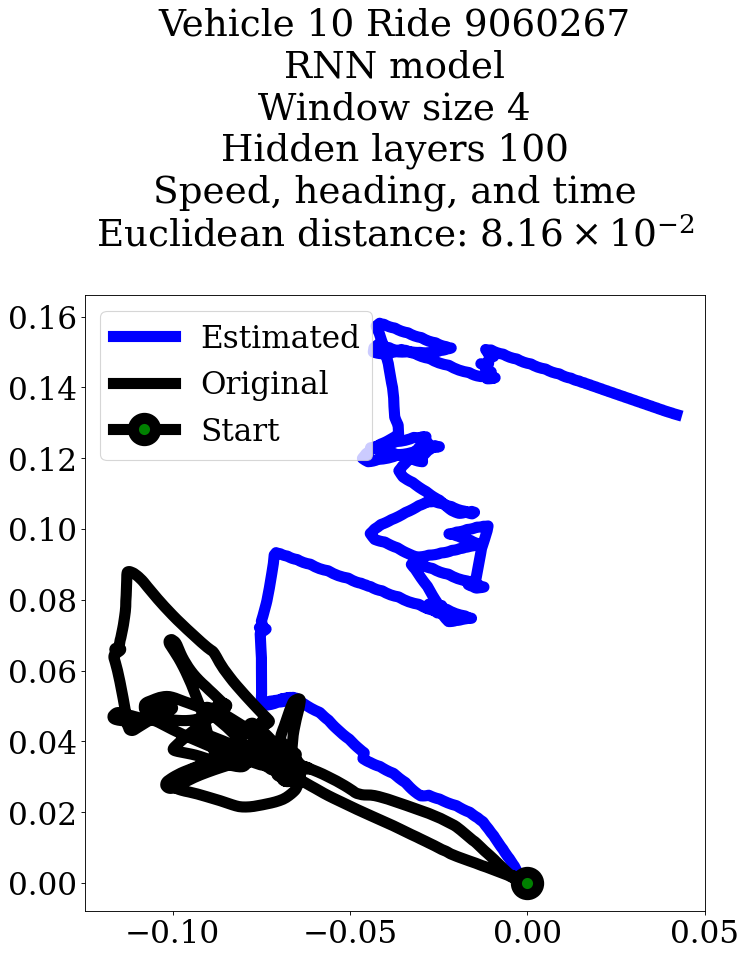 Vehicle 10 Ride 9060267
RNN model
Window size 4
Hidden layers 100
Speed, heading, and time
Euclidean distance: 8.16 × 10⁻²
Estimated
Original
Start
0.16
0.14
0.12
0.10
0.08
0.06
0.04
0.02
0.00
−0.10 −0.05 0.00 0.05